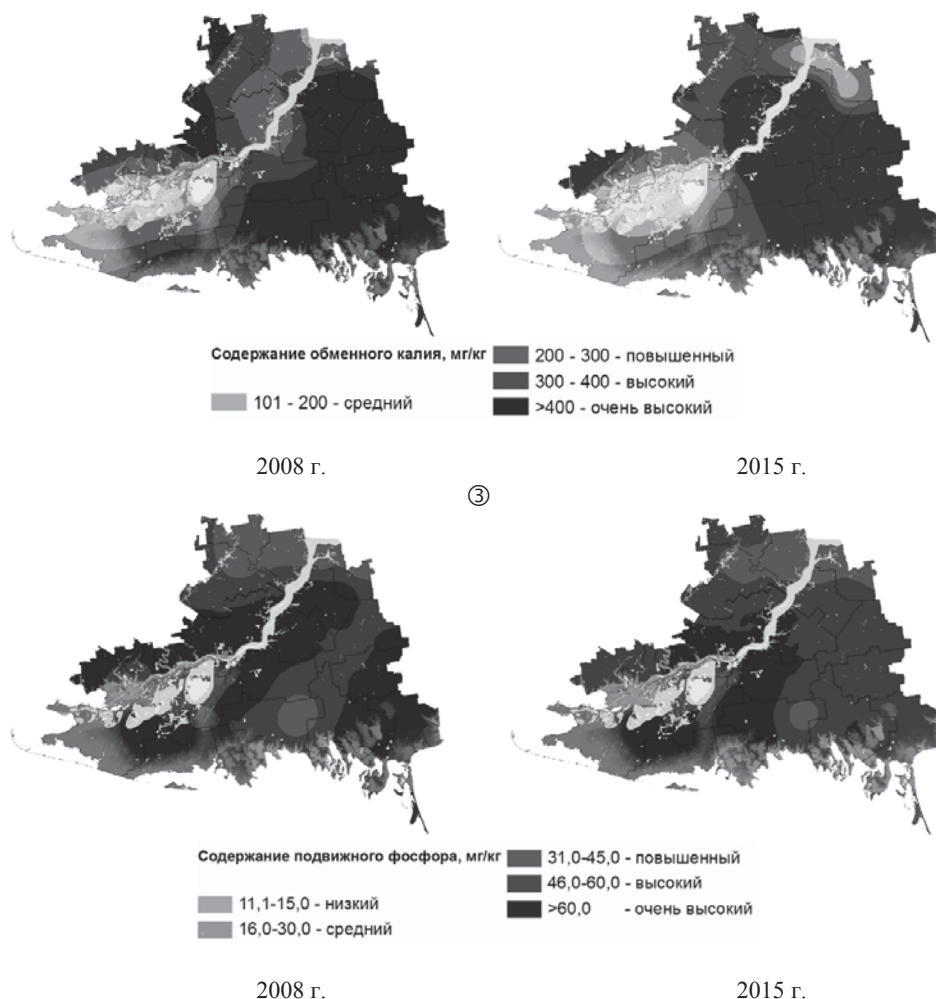 Содержание обменного калия, мг/кг
101 - 200 - средний
200 - 300 - повышенный
300 - 400 - высокий
>400 - очень высокий
2008 г.
2015 г.
③
Содержание подвижного фосфора, мг/кг
11,1-15,0 - низкий
16,0-30,0 - средний
31,0-45,0 - повышенный
46,0-60,0 - высокий
>60,0 - очень высокий
2008 г.
2015 г.